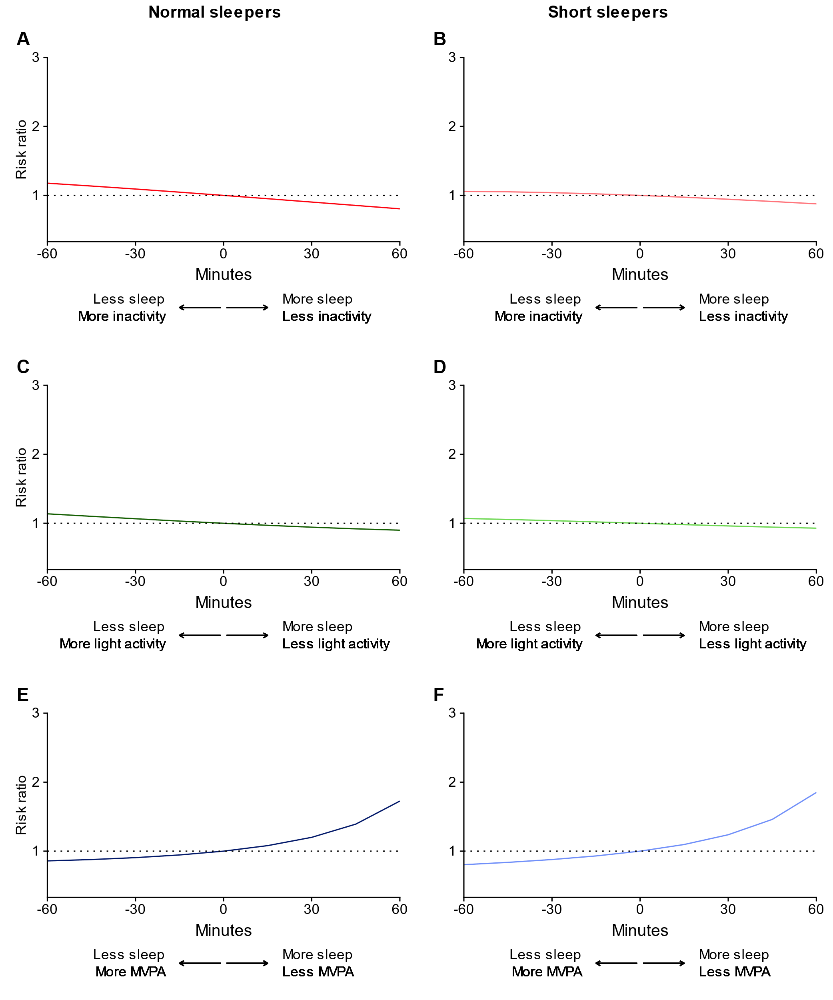 Normal sleepers
Short sleepers
A
3
2
1
Risk ratio
-60 -30 0 30 60
Minutes
Less sleep
More inactivity
More sleep
Less inactivity
B
3
2
1
-60 -30 0 30 60
Minutes
Less sleep
More inactivity
More sleep
Less inactivity
C
3
2
1
Risk ratio
-60 -30 0 30 60
Minutes
Less sleep
More light activity
More sleep
Less light activity
D
3
2
1
-60 -30 0 30 60
Minutes
Less sleep
More light activity
More sleep
Less light activity
E
3
2
1
Risk ratio
-60 -30 0 30 60
Minutes
Less sleep
More MVPA
More sleep
Less MVPA
F
3
2
1
-60 -30 0 30 60
Minutes
Less sleep
More MVPA
More sleep
Less MVPA